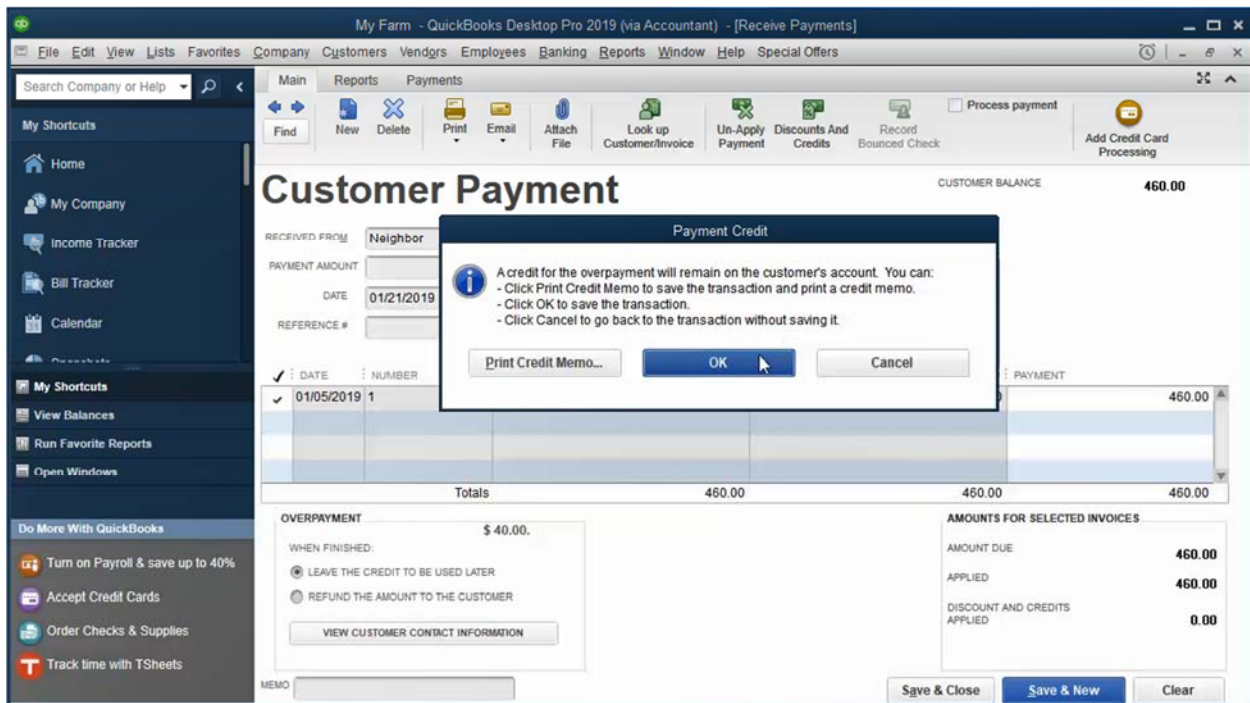 qb
My Farm - QuickBooks Desktop Pro 2019 (via Accountant) - [Receive Payments]
File Edit View Lists Favorites Company Customers Vendors Employees Banking Reports Window Help Special Offers
Search Company or Help
Main Reports Payments
My Shortcuts
Home
My Company
Income Tracker
Bill Tracker
Calendar
Snapshots
My Shortcuts
View Balances
Run Favorite Reports
Open Windows
Do More With QuickBooks
Turn on Payroll & save up to 40%
Accept Credit Cards
Order Checks & Supplies
Track time with TSheets
Find
New
Delete
Print
Email
Attach File
Look up Customer/Invoice
Un-Apply Payment
Discounts And Credits
Record Bounced Check
Process payment
Add Credit Card Processing
Customer Payment
CUSTOMER BALANCE 460.00
RECEIVED FROM Neighbor
PAYMENT AMOUNT
DATE 01/21/2019
REFERENCE #
Payment Credit
A credit for the overpayment will remain on the customer's account. You can:
- Click Print Credit Memo to save the transaction and print a credit memo.
- Click OK to save the transaction.
- Click Cancel to go back to the transaction without saving it.
Print Credit Memo... OK Cancel
DATE NUMBER PAYMENT
01/05/2019 1 460.00
Totals 460.00 460.00 460.00
OVERPAYMENT
$ 40.00.
WHEN FINISHED:
LEAVE THE CREDIT TO BE USED LATER
REFUND THE AMOUNT TO THE CUSTOMER
VIEW CUSTOMER CONTACT INFORMATION
AMOUNTS FOR SELECTED INVOICES
AMOUNT DUE 460.00
APPLIED 460.00
DISCOUNT AND CREDITS
APPLIED 0.00
MEMO
Save & Close Save & New Clear